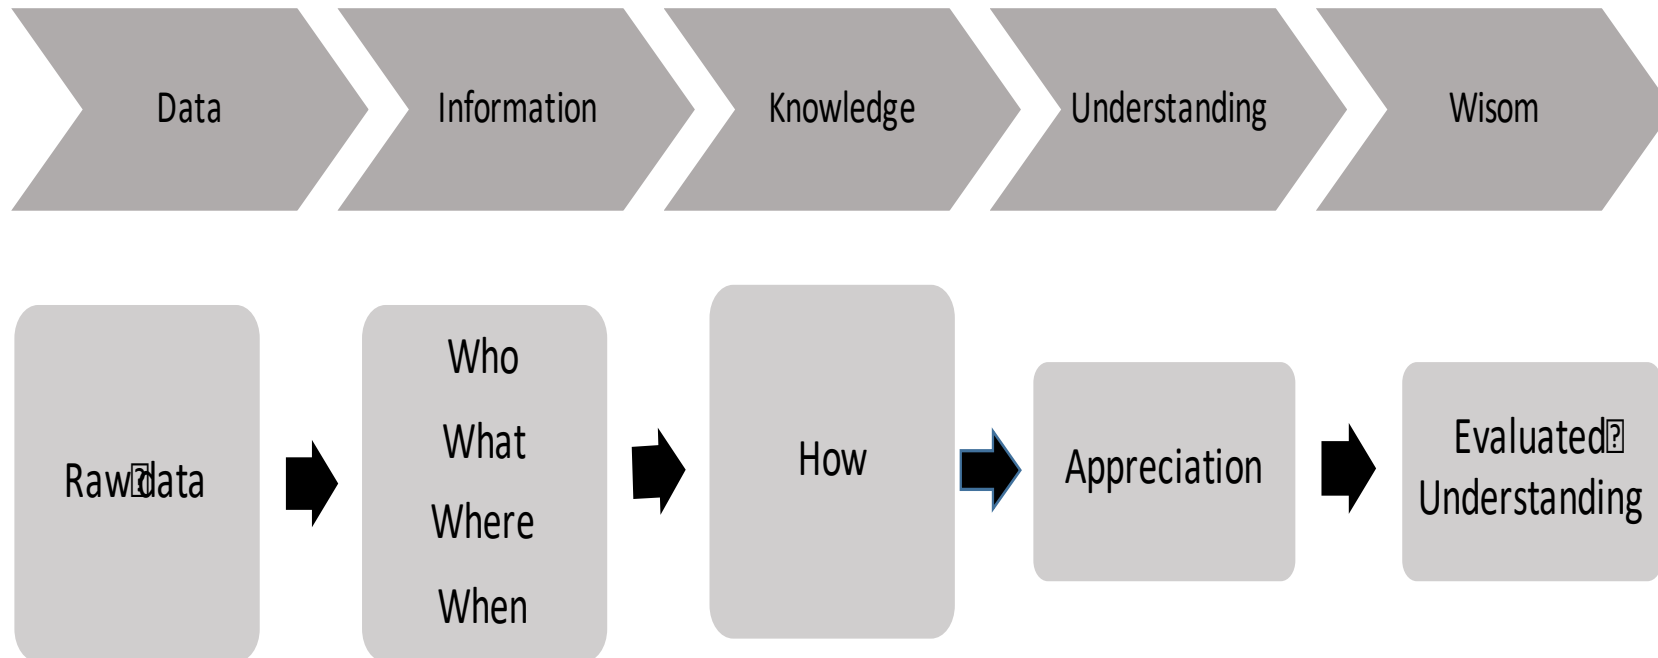 Data
Information
Knowledge
Understanding
Wisom
Raw data
Who
What
Where
When
How
Appreciation
Evaluated
Understanding